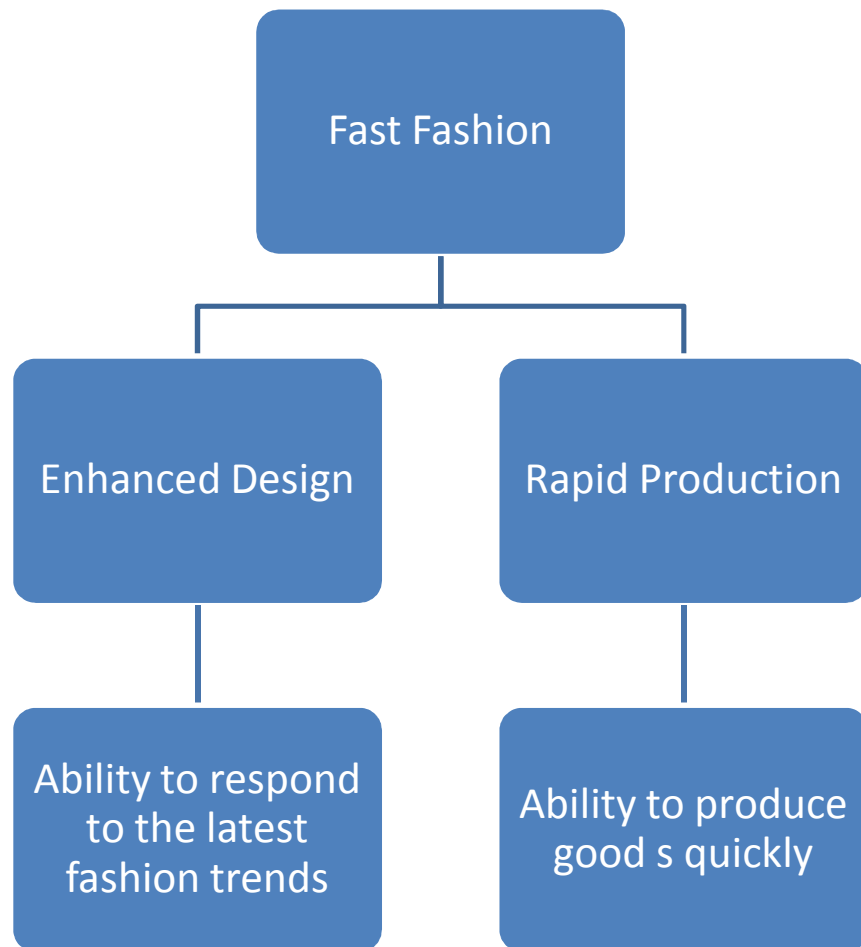 Fast Fashion
Enhanced Design
Rapid Production
Ability to respond
to the latest
fashion trends
Ability to produce
good s quickly